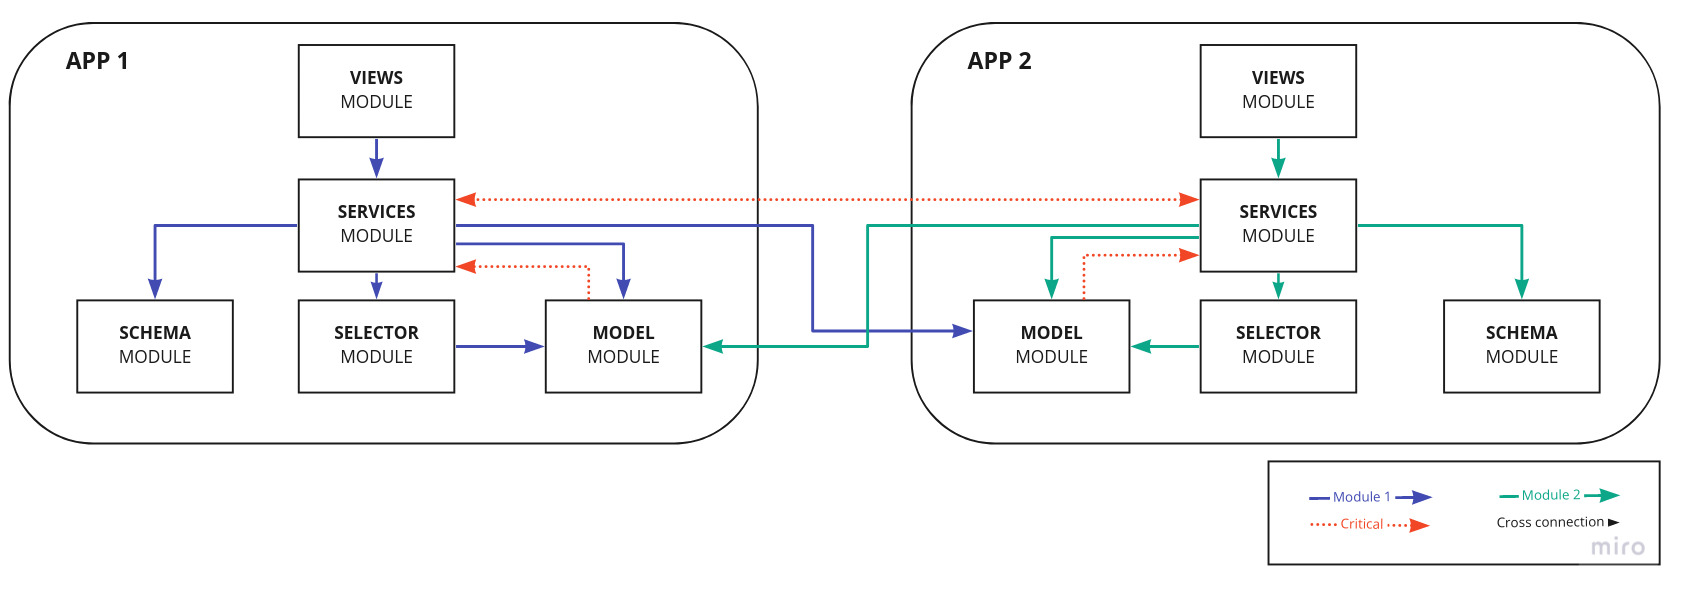 APP 1
VIEWS
MODULE
SERVICES
MODULE
SCHEMA
MODULE
SELECTOR
MODULE
MODEL
MODULE
APP 2
VIEWS
MODULE
SERVICES
MODULE
MODEL
MODULE
SELECTOR
MODULE
SCHEMA
MODULE
Module 1
Module 2
Critical
Cross connection
miro